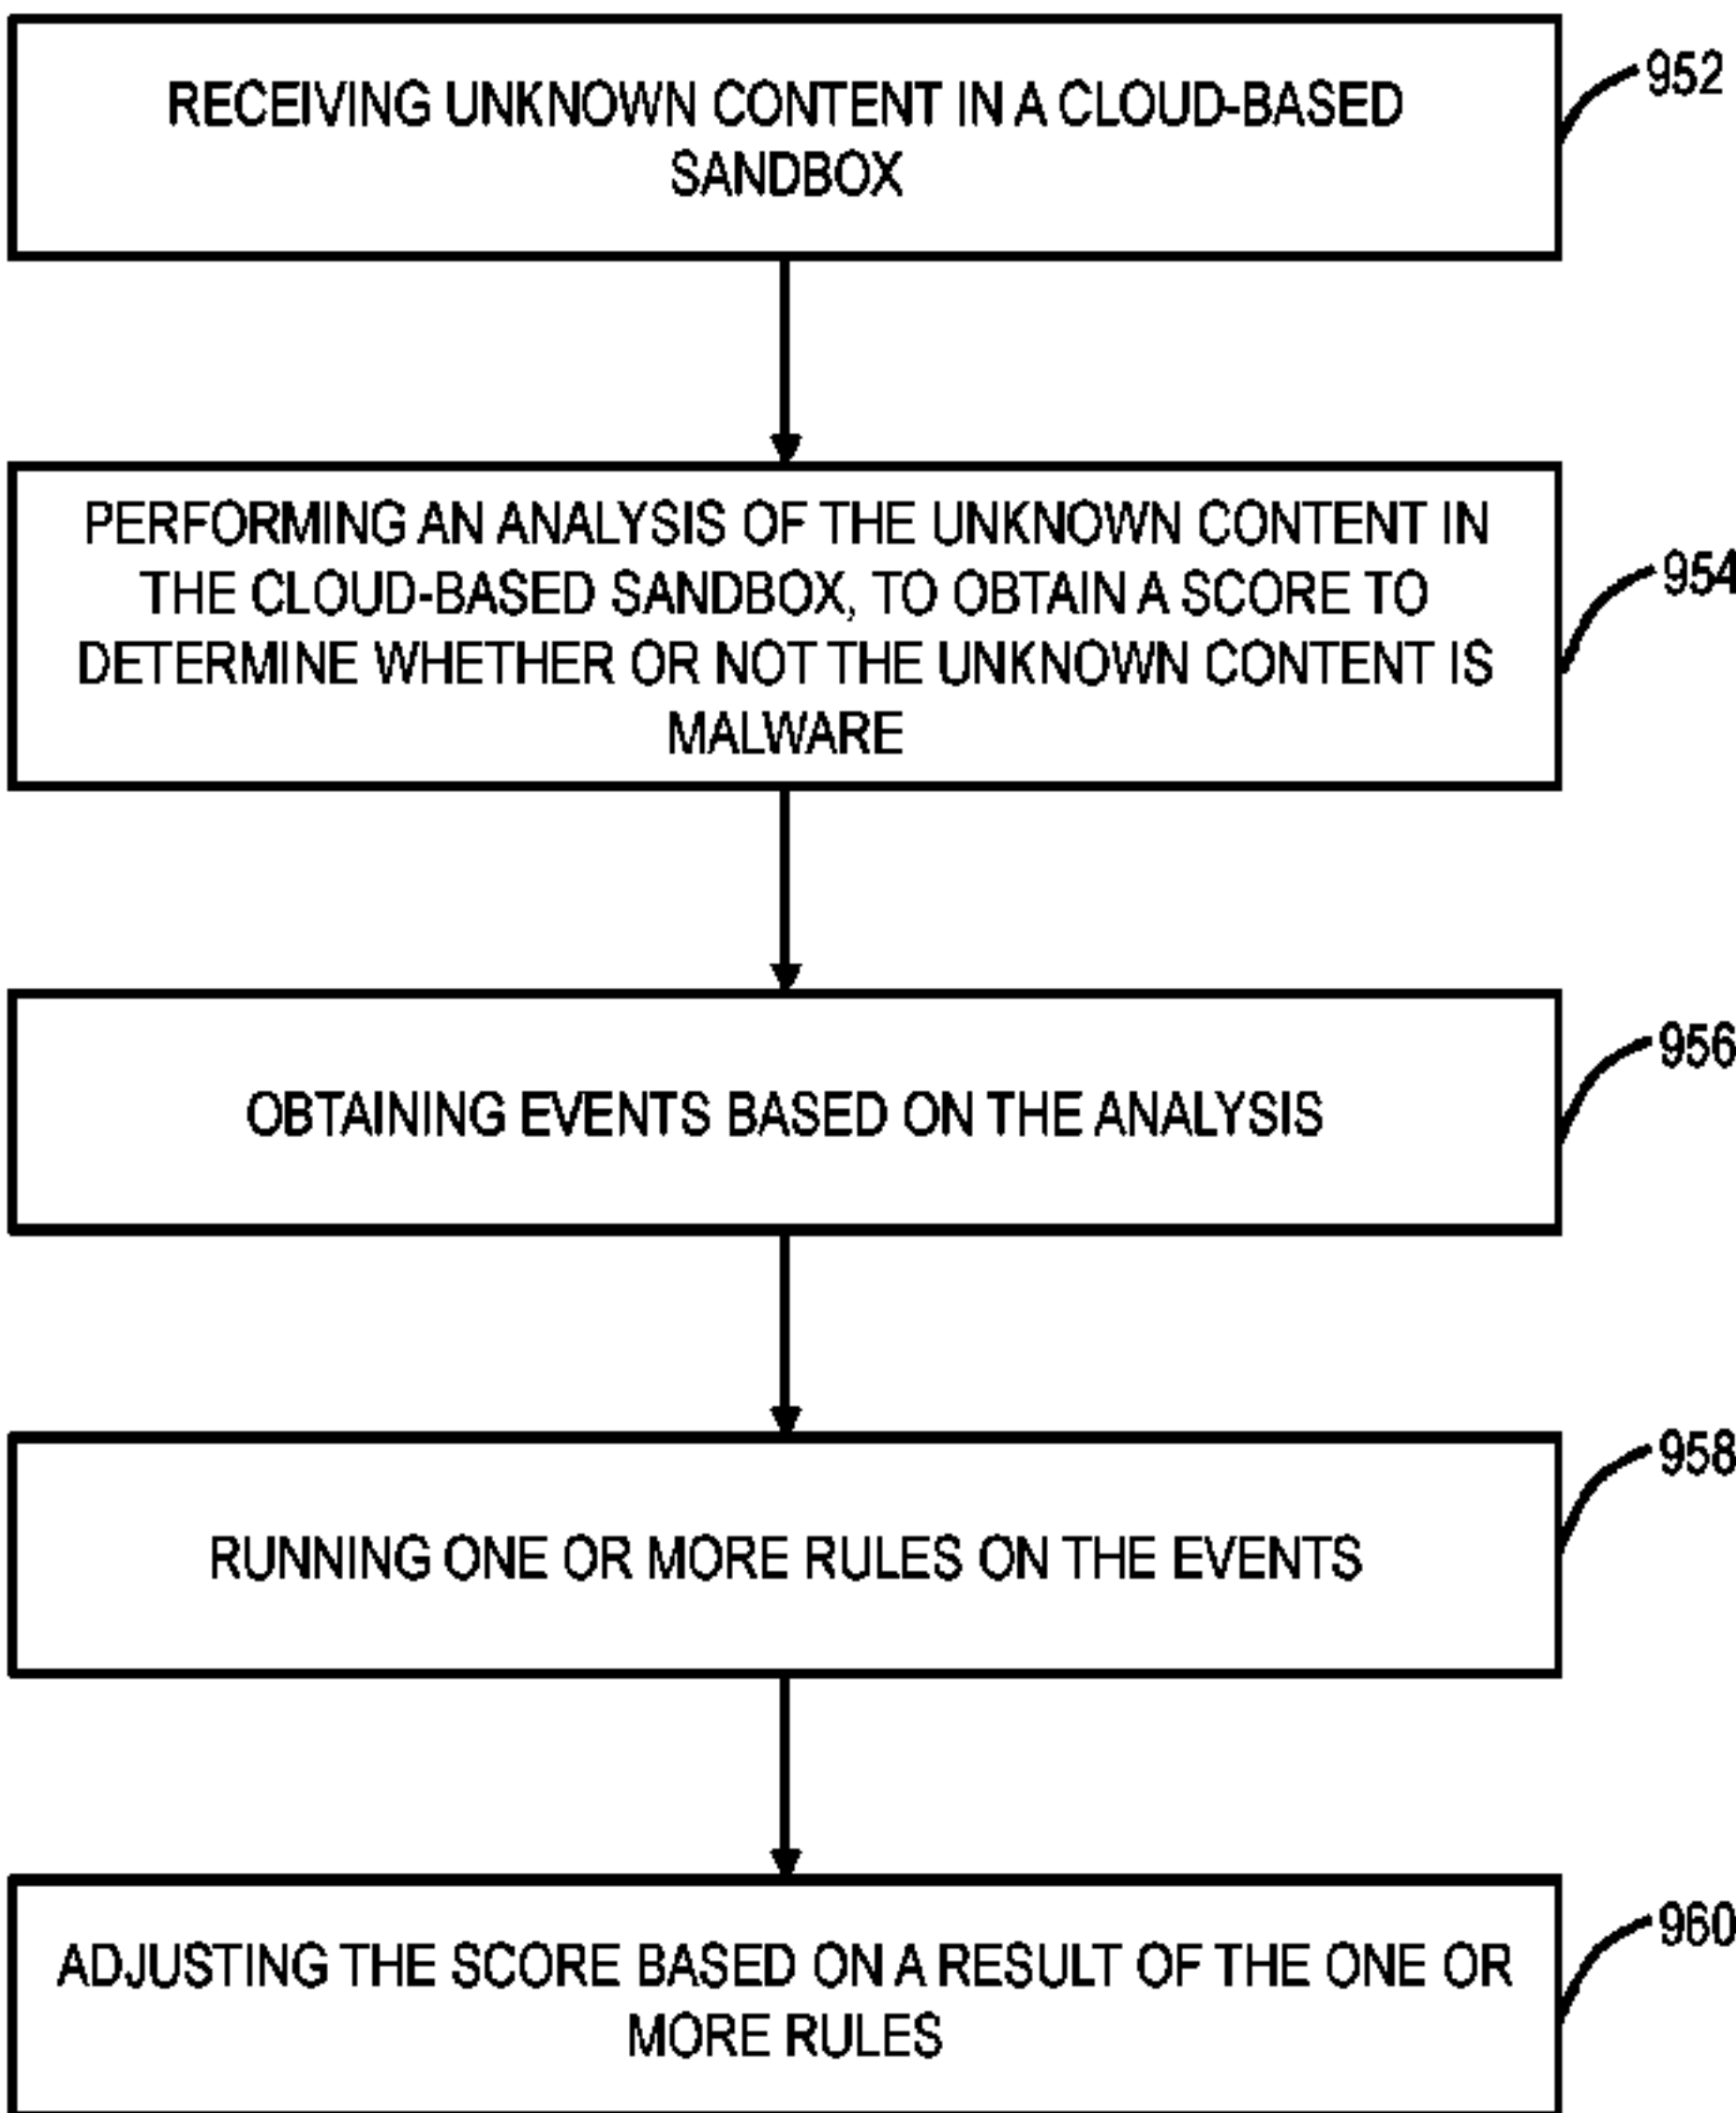 RECEIVING UNKNOWN CONTENT IN A CLOUD-BASED
SANDBOX
952
PERFORMING AN ANALYSIS OF THE UNKNOWN CONTENT IN
THE CLOUD-BASED SANDBOX, TO OBTAIN A SCORE TO
DETERMINE WHETHER OR NOT THE UNKNOWN CONTENT IS
MALWARE
954
OBTAINING EVENTS BASED ON THE ANALYSIS
956
RUNNING ONE OR MORE RULES ON THE EVENTS
958
ADJUSTING THE SCORE BASED ON A RESULT OF THE ONE OR
MORE RULES
960